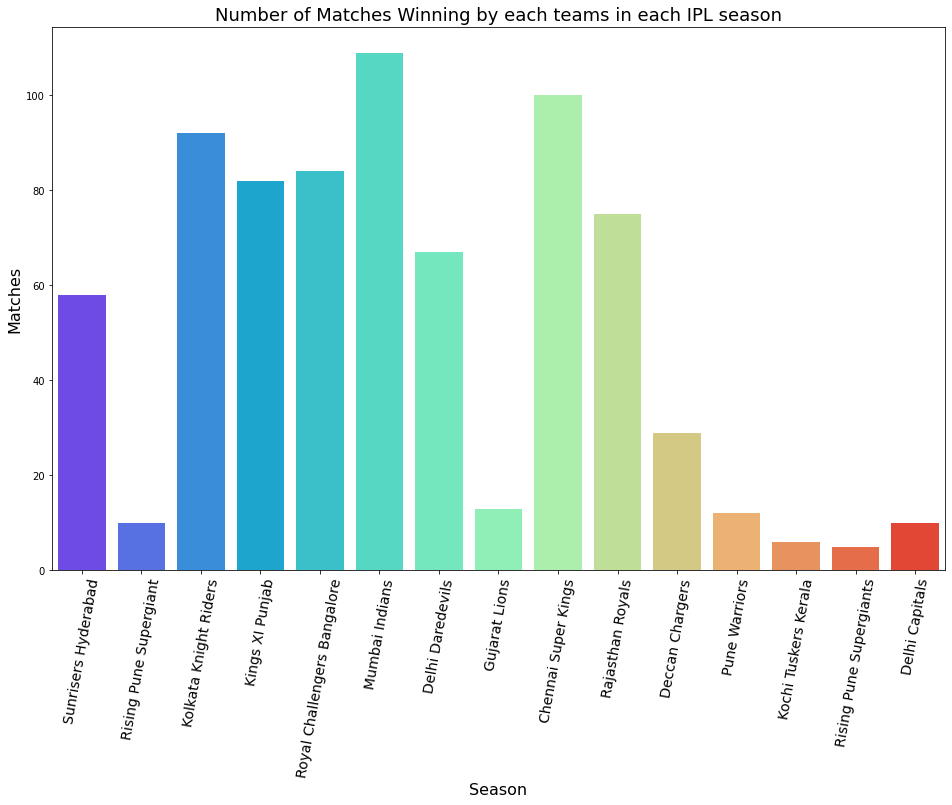 Number of Matches Winning by each teams in each IPL season
Matches
100
80
60
40
20
0
Sunrisers Hyderabad
Rising Pune Supergiant
Kolkata Knight Riders
Kings XI Punjab
Royal Challengers Bangalore
Mumbai Indians
Delhi Daredevils
Gujarat Lions
Chennai Super Kings
Rajasthan Royals
Deccan Chargers
Pune Warriors
Kochi Tuskers Kerala
Rising Pune Supergiants
Delhi Capitals
Season